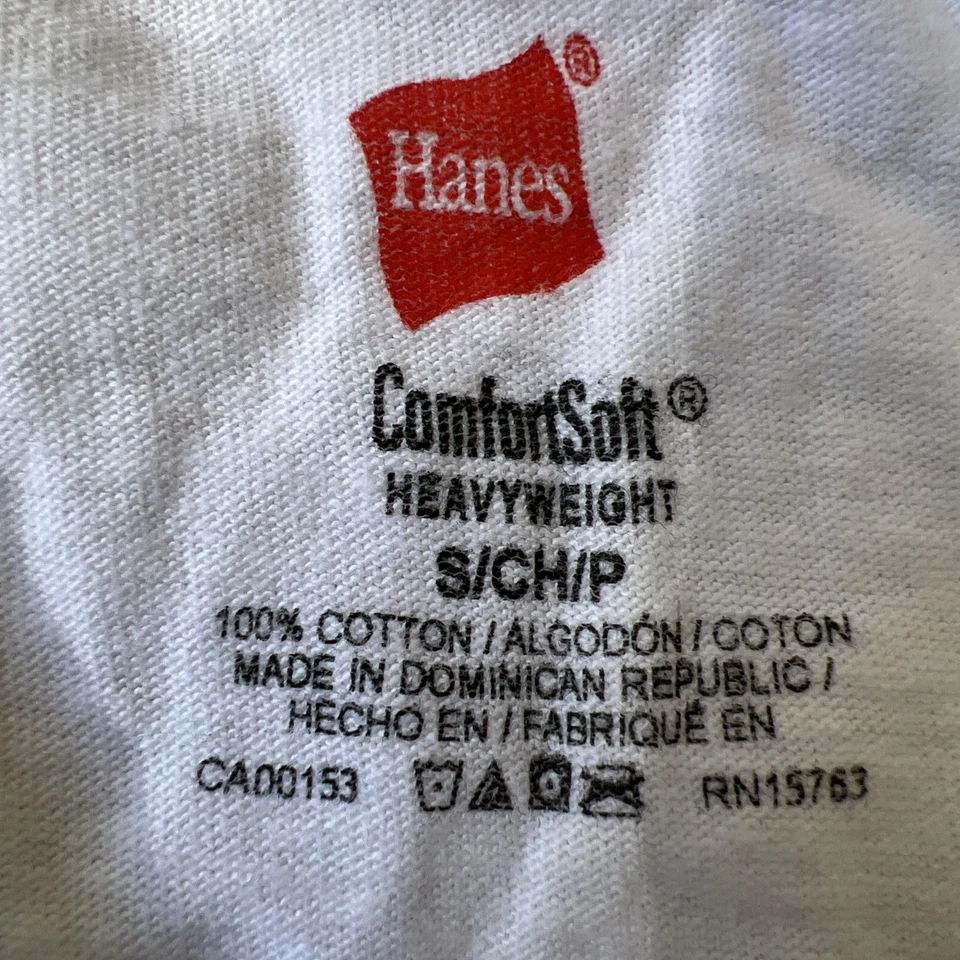 Hanes®
ComfortSoft®
HEAVYWEIGHT
S/CH/P
100% COTTON / ALGODÓN / COTON
MADE IN DOMINICAN REPUBLIC /
HECHO EN / FABRIQUÉ EN
CA00153 RN15763